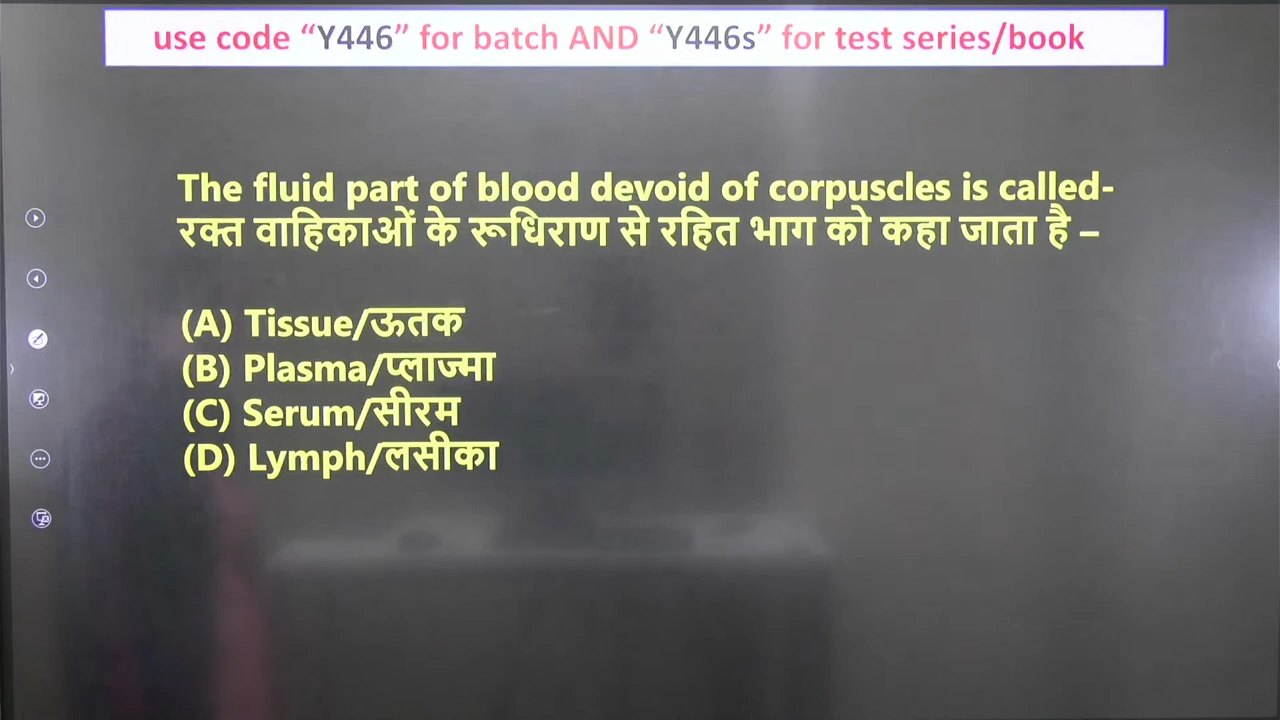 use code “Y446” for batch AND “Y446s” for test series/book
The fluid part of blood devoid of corpuscles is called-
रक्त वाहिकाओं के रूधिराण से रहित भाग को कहा जाता है –
(A) Tissue/ऊतक
(B) Plasma/प्लाज्मा
(C) Serum/सीरम
(D) Lymph/लसीका